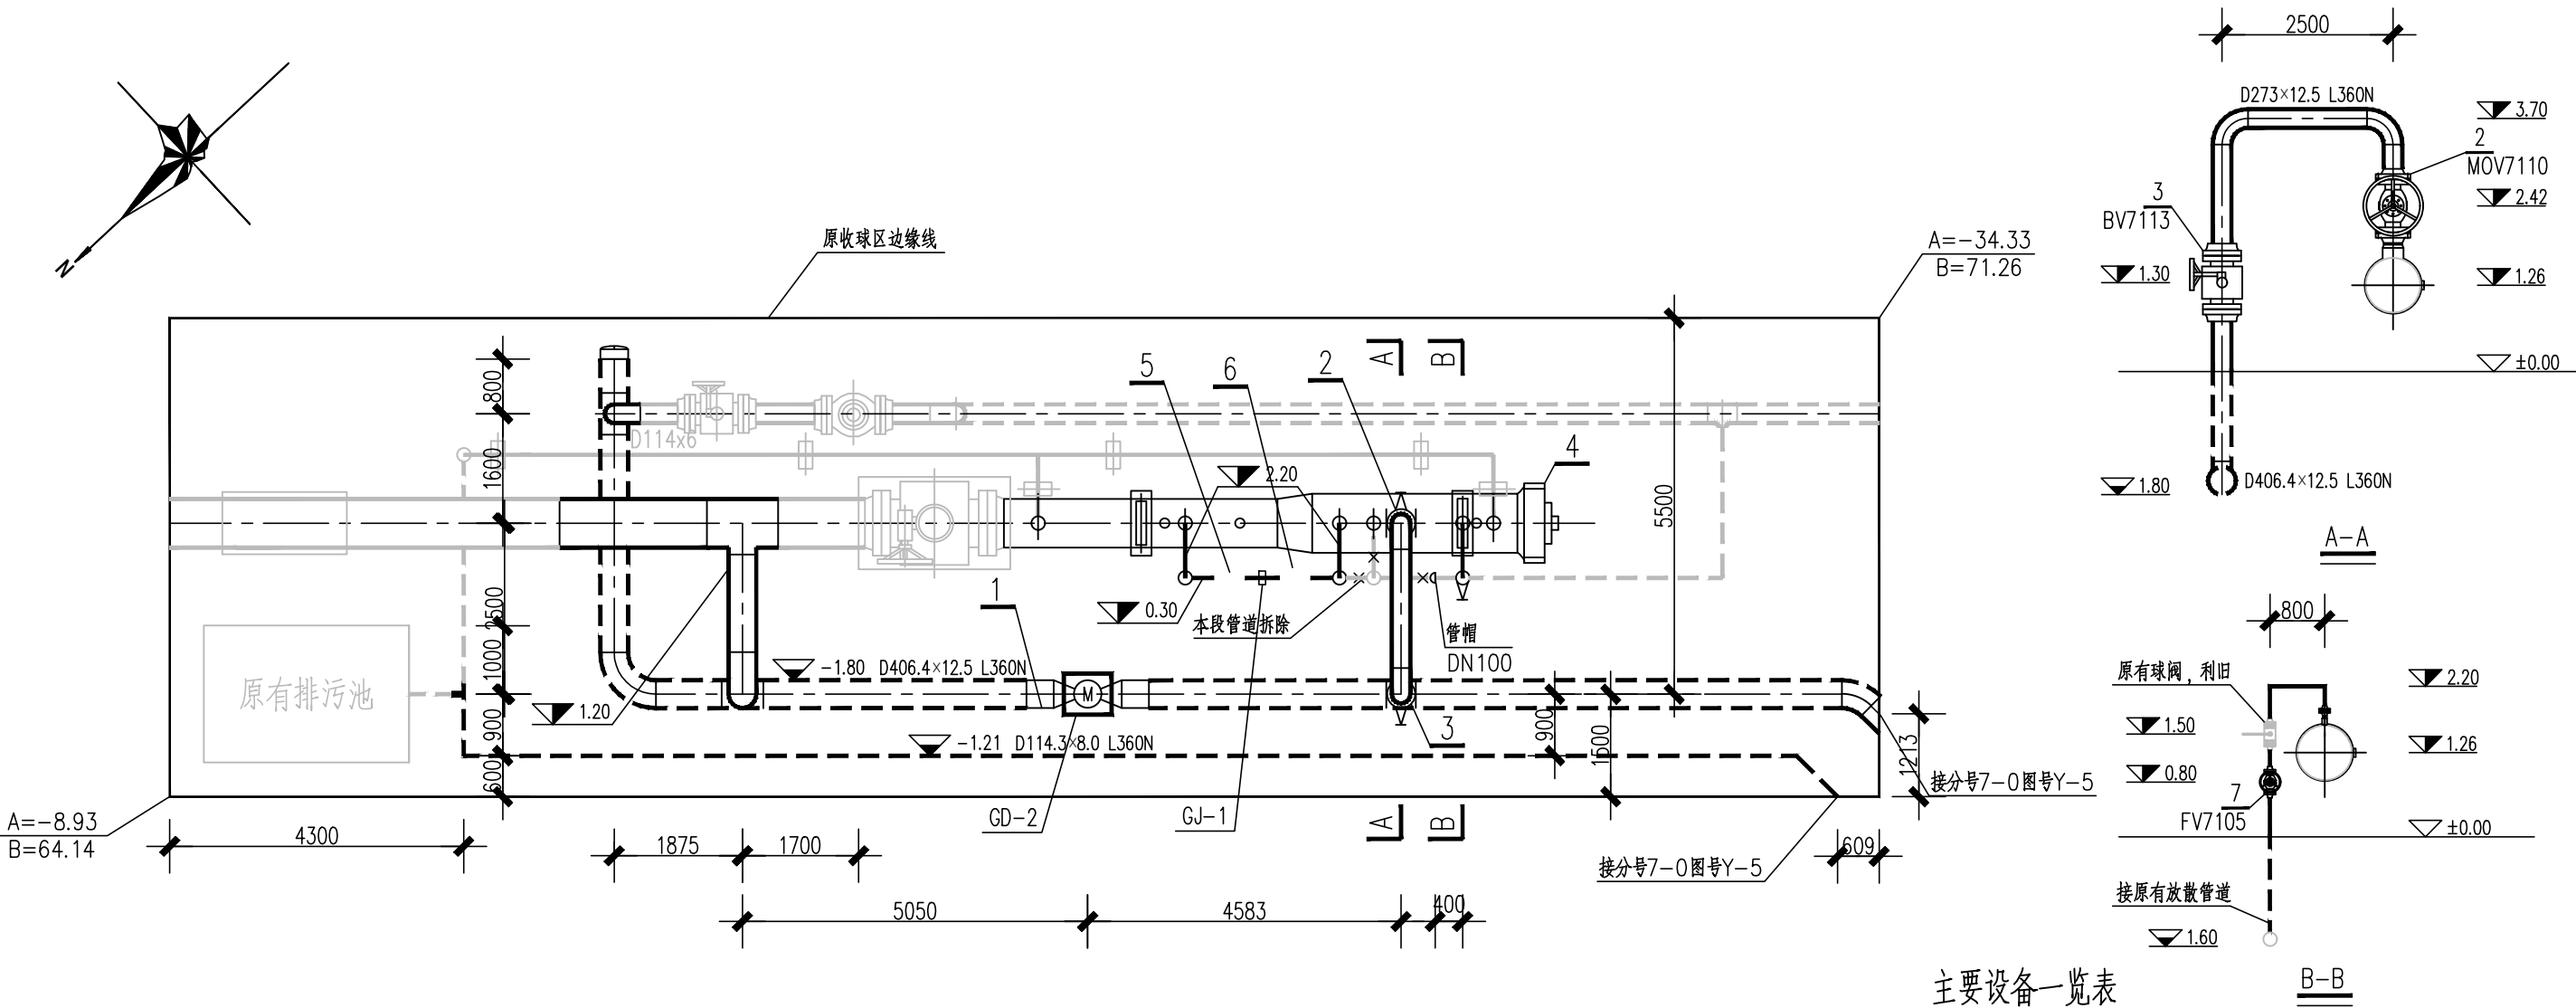 2500
D273×12.5 L360N
3.70
2
MOV7110
2.42
3
BV7113
1.30
1.26
±0.00
1.80
D406.4×12.5 L360N
A-A
N
原收球区边缘线
A=-34.33
B=71.26
800
1600
2500
1000
900
600
D114x6
5
6
2
A
B
4
2.20
5500
0.30
本段管道拆除
管帽
DN100
1
-1.80 D406.4×12.5 L360N
M
原有排污池
1.20
3
-1.21 D114.3×8.0 L360N
900
1500
1213
接分号7-0图号Y-5
A=-8.93
B=64.14
4300
GD-2
GJ-1
A
B
1875
1700
接分号7-0图号Y-5
609
5050
4583
400
800
原有球阀，利旧
2.20
1.50
1.26
0.80
7
FV7105
±0.00
接原有放散管道
1.60
B-B
主要设备一览表